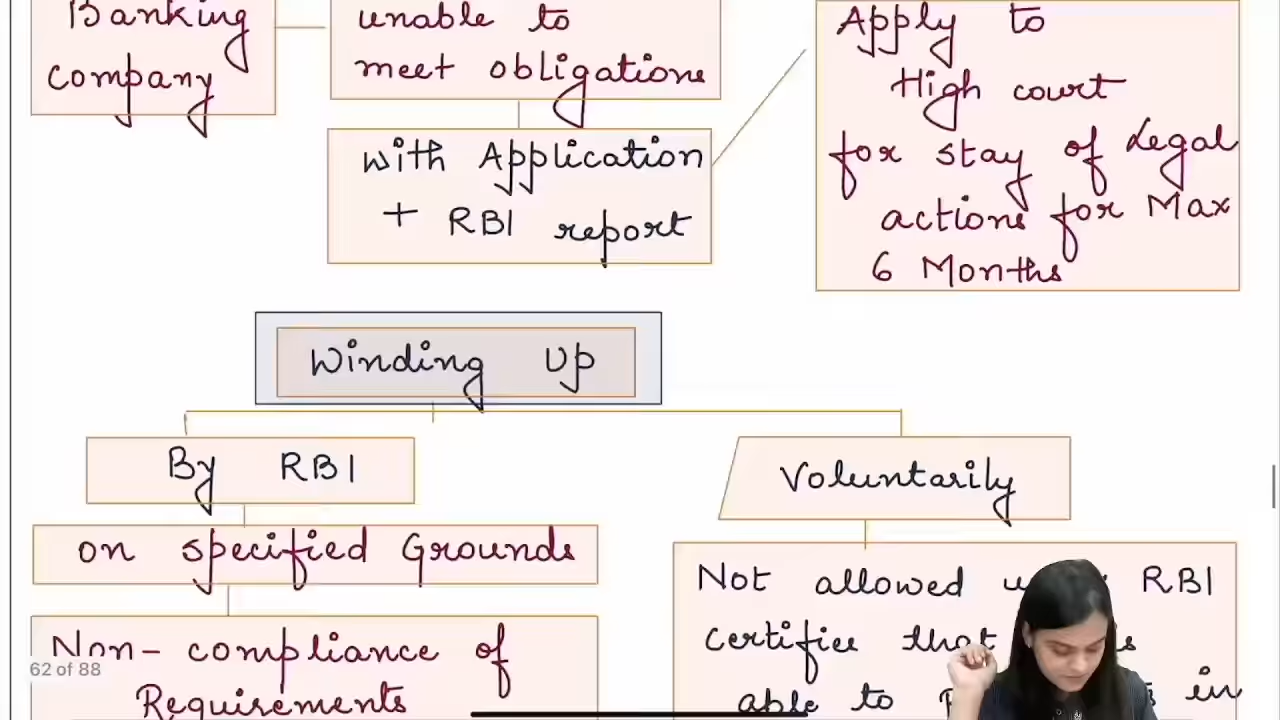 Banking
company
unable to
meet obligations
with Application
+ RBI report
Apply to
High court
for stay of Legal
actions for Max
6 Months
Winding Up
By RBI
on specified Grounds
Non-compliance of
Requirements
Voluntarily
Not allowed RBI
certifies that
able to in
62 of 88